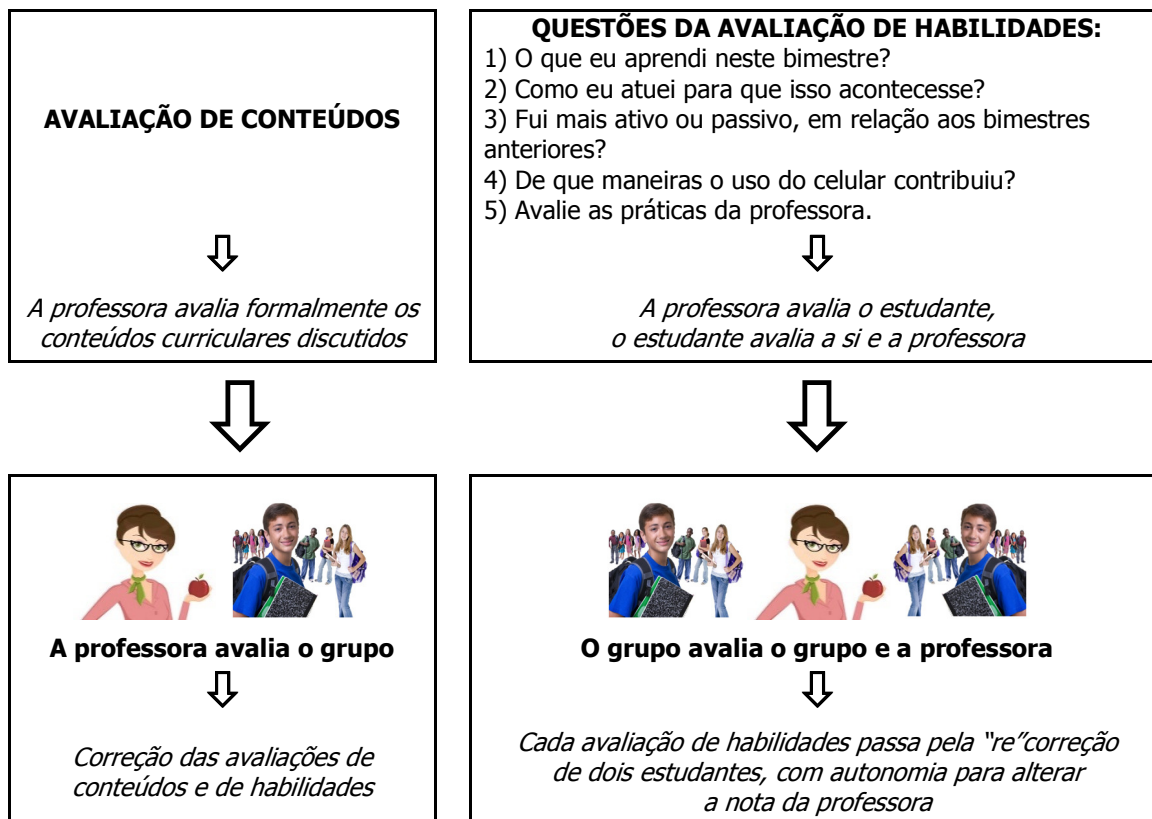 AVALIAÇÃO DE CONTEÚDOS
A professora avalia formalmente os
conteúdos curriculares discutidos
QUESTÕES DA AVALIAÇÃO DE HABILIDADES:
1) O que eu aprendi neste bimestre?
2) Como eu atuei para que isso acontecesse?
3) Fui mais ativo ou passivo, em relação aos bimestres
anteriores?
4) De que maneiras o uso do celular contribuiu?
5) Avalie as práticas da professora.
A professora avalia o estudante,
o estudante avalia a si e a professora
A professora avalia o grupo
Correção das avaliações de
conteúdos e de habilidades
O grupo avalia o grupo e a professora
Cada avaliação de habilidades passa pela “re”correção
de dois estudantes, com autonomia para alterar
a nota da professora